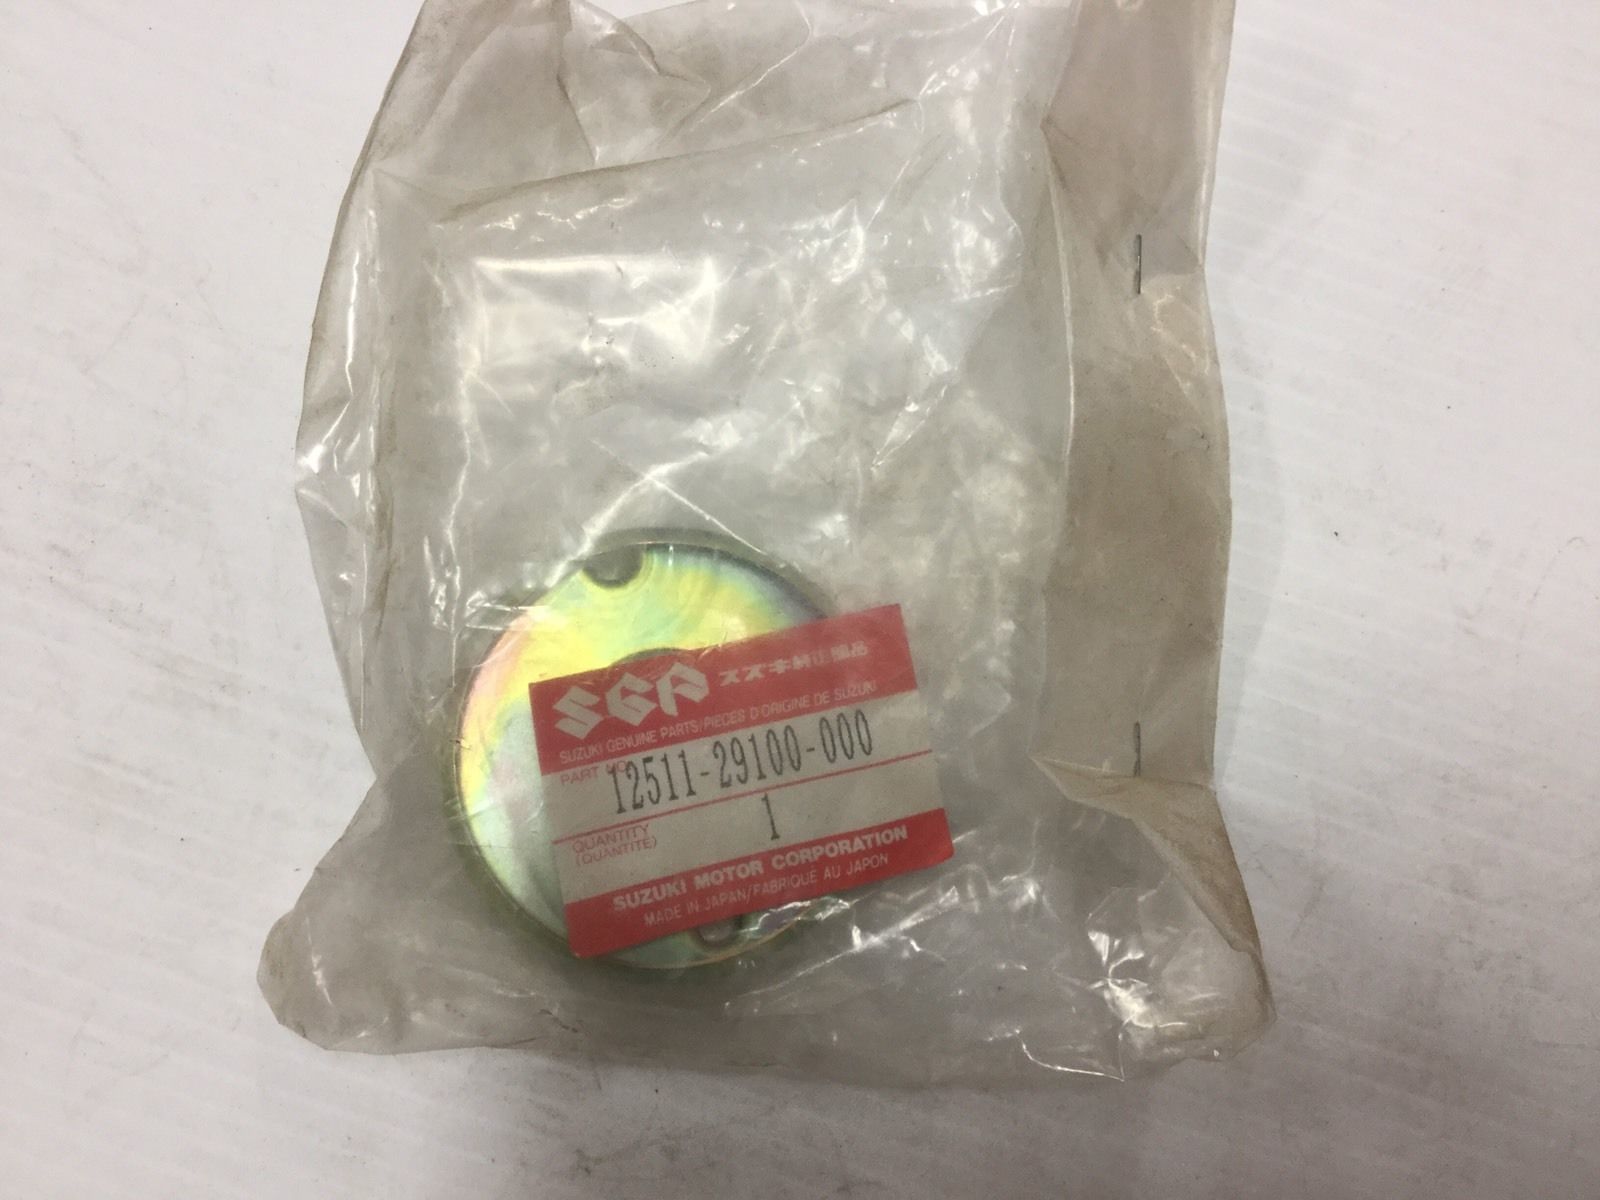 SGP スズキ純正部品
SUZUKI GENUINE PARTS/PIECES D'ORIGINE DE SUZUKI
PART NO.
12511-29100-000
QUANTITY
(QUANTITE)
1
SUZUKI MOTOR CORPORATION
MADE IN JAPAN/FABRIQUE AU JAPON